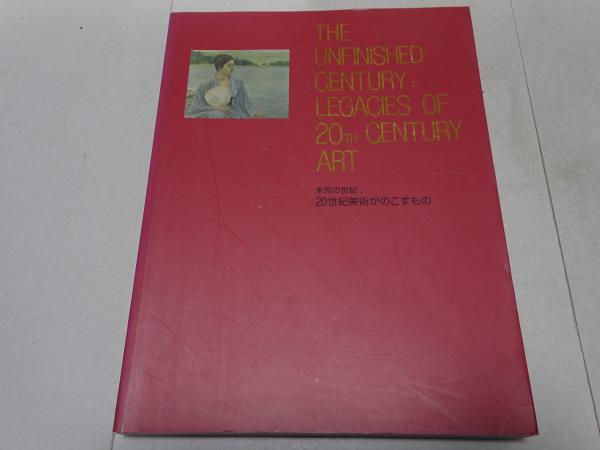 THE
UNFINISHED
CENTURY:
LEGACIES OF
20TH CENTURY
ART
未完の世紀:
20世紀美術がのこすもの